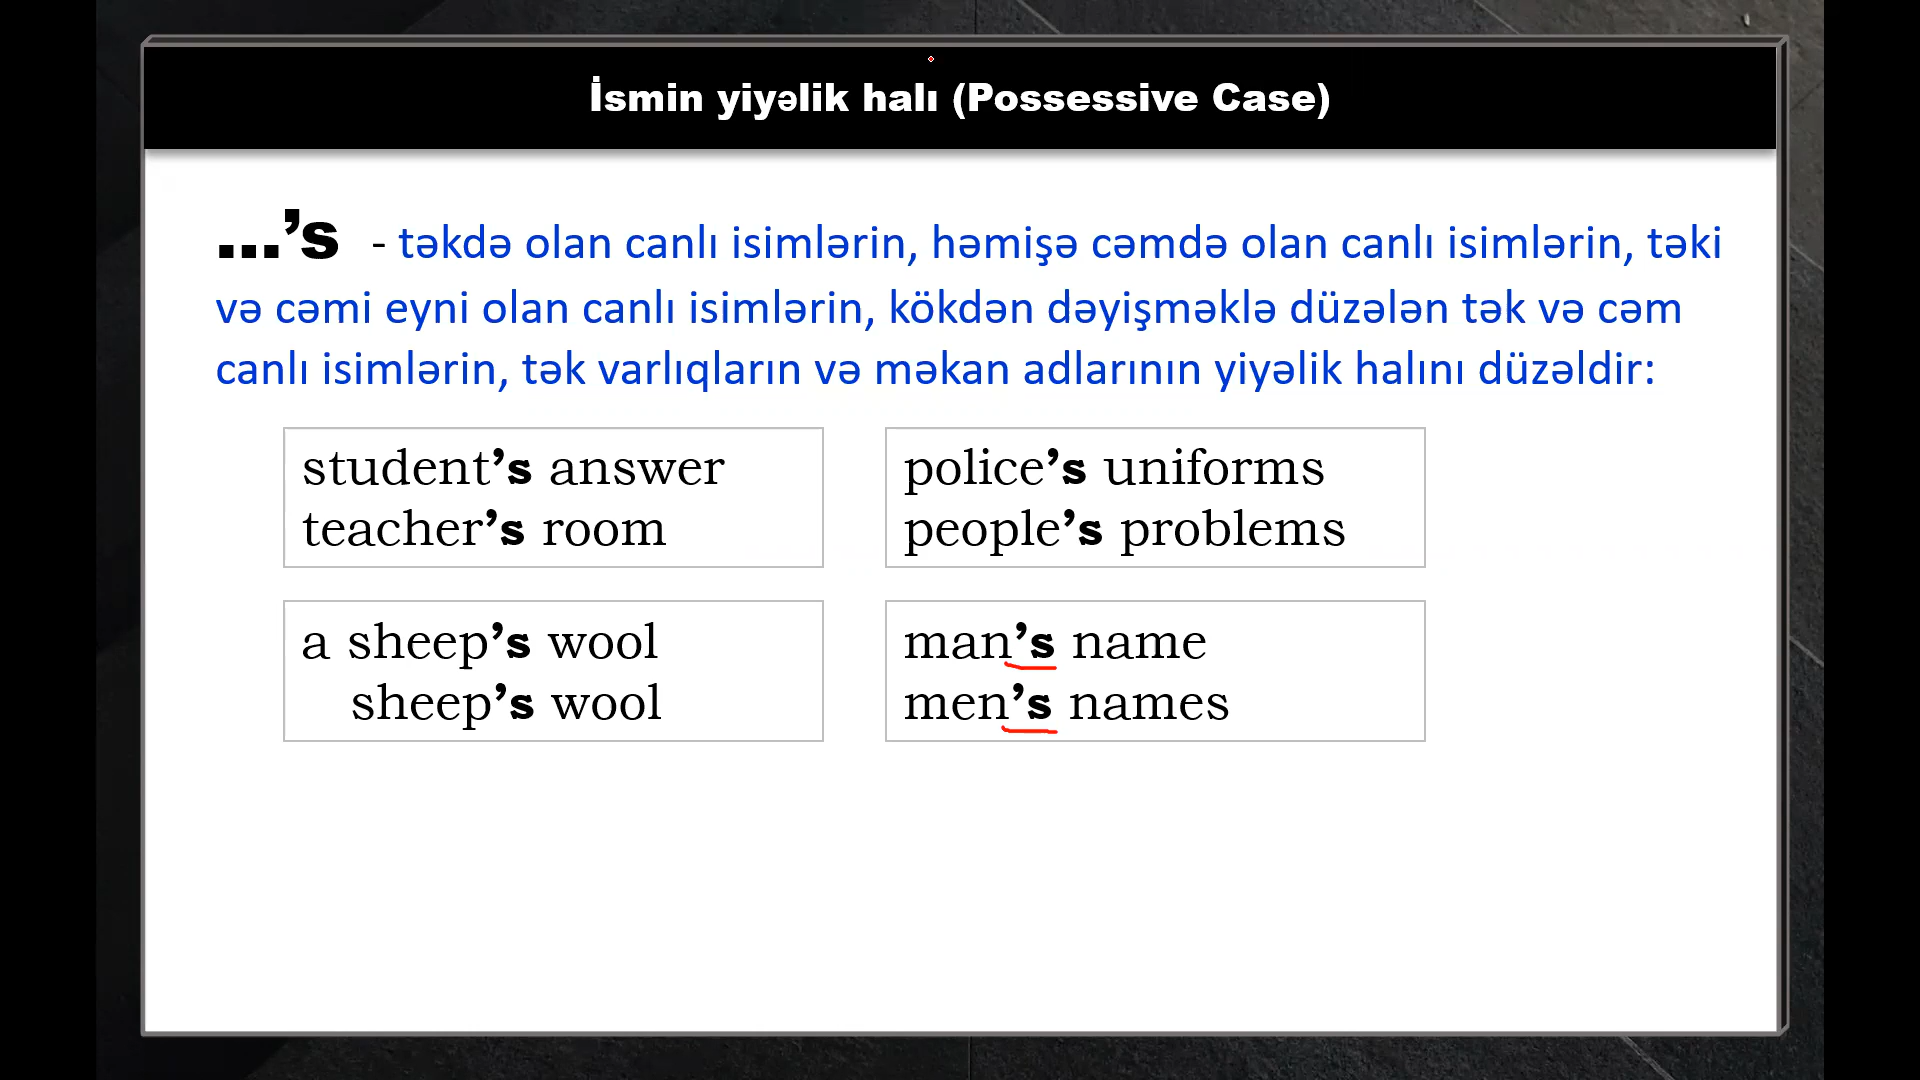 İsmin yiyəlik halı (Possessive Case)
...’s - təkdə olan canlı isimlərin, həmişə cəmdə olan canlı isimlərin, təki
və cəmi eyni olan canlı isimlərin, kökdən dəyişməklə düzələn tək və cəm
canlı isimlərin, tək varlıqların və məkan adlarının yiyəlik halını düzəldir:
student’s answer
teacher’s room
police’s uniforms
people’s problems
a sheep’s wool
sheep’s wool
man’s name
men’s names